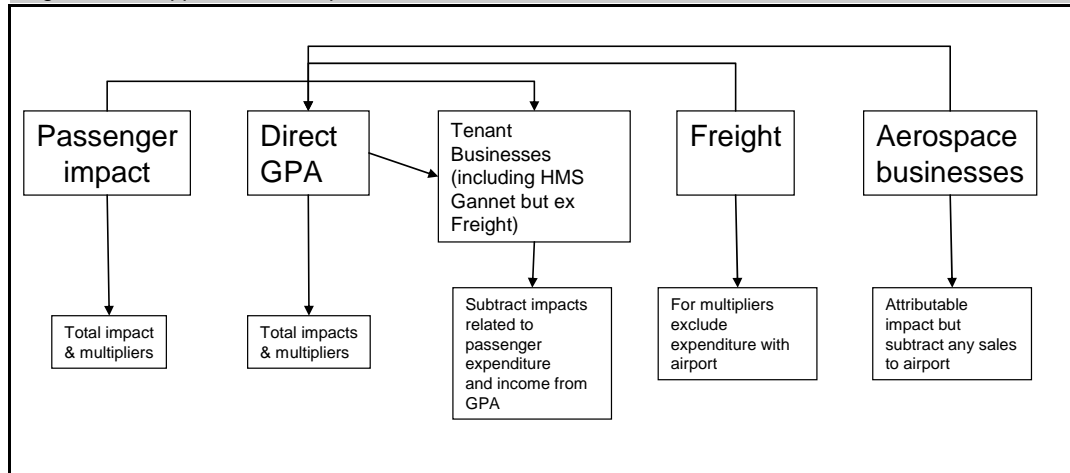 Passenger
impact
Direct
GPA
Tenant
Businesses
(including HMS
Gannet but ex
Freight)
Freight
Aerospace
businesses
Total impact
& multipliers
Total impacts
& multipliers
Subtract impacts
related to
passenger
expenditure
and income from
GPA
For multipliers
exclude
expenditure with
airport
Attributable
impact but
subtract any sales
to airport